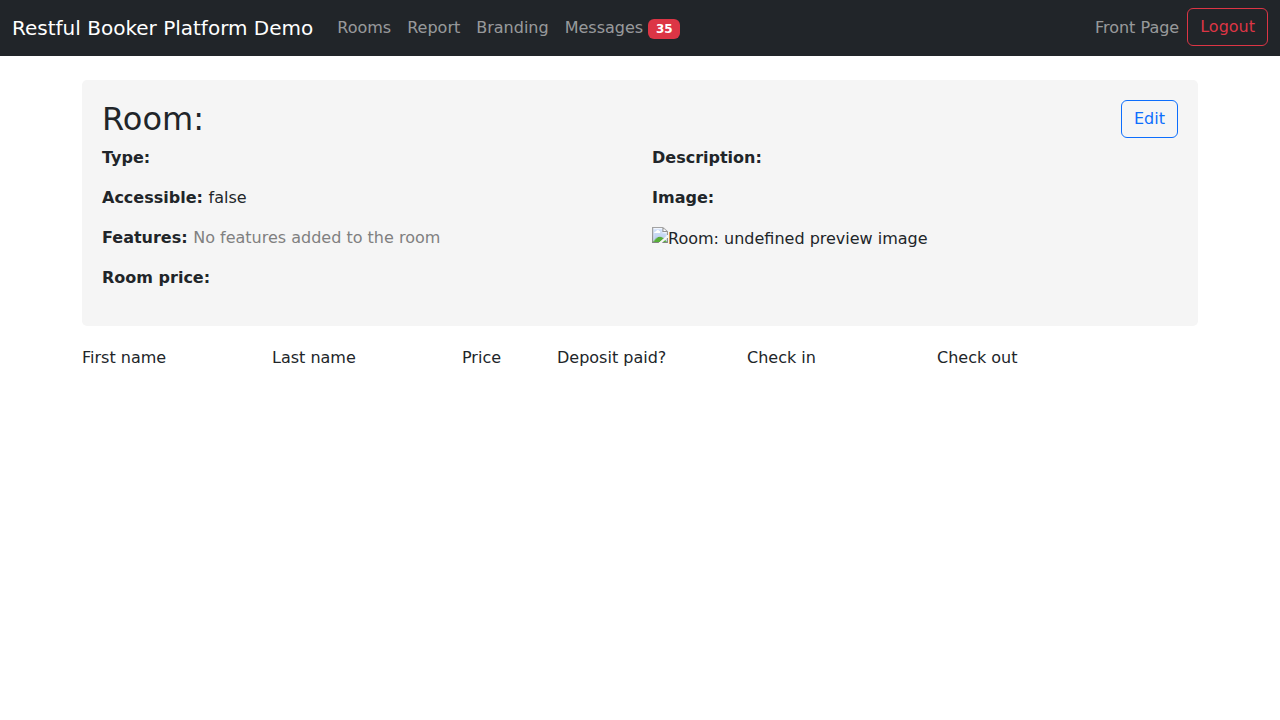 Restful Booker Platform Demo Rooms Report Branding Messages 35 Front Page Logout
Room: Edit
Type: Description:
Accessible: false Image:
Features: No features added to the room Room: undefined preview image
Room price:
First name Last name Price Deposit paid? Check in Check out